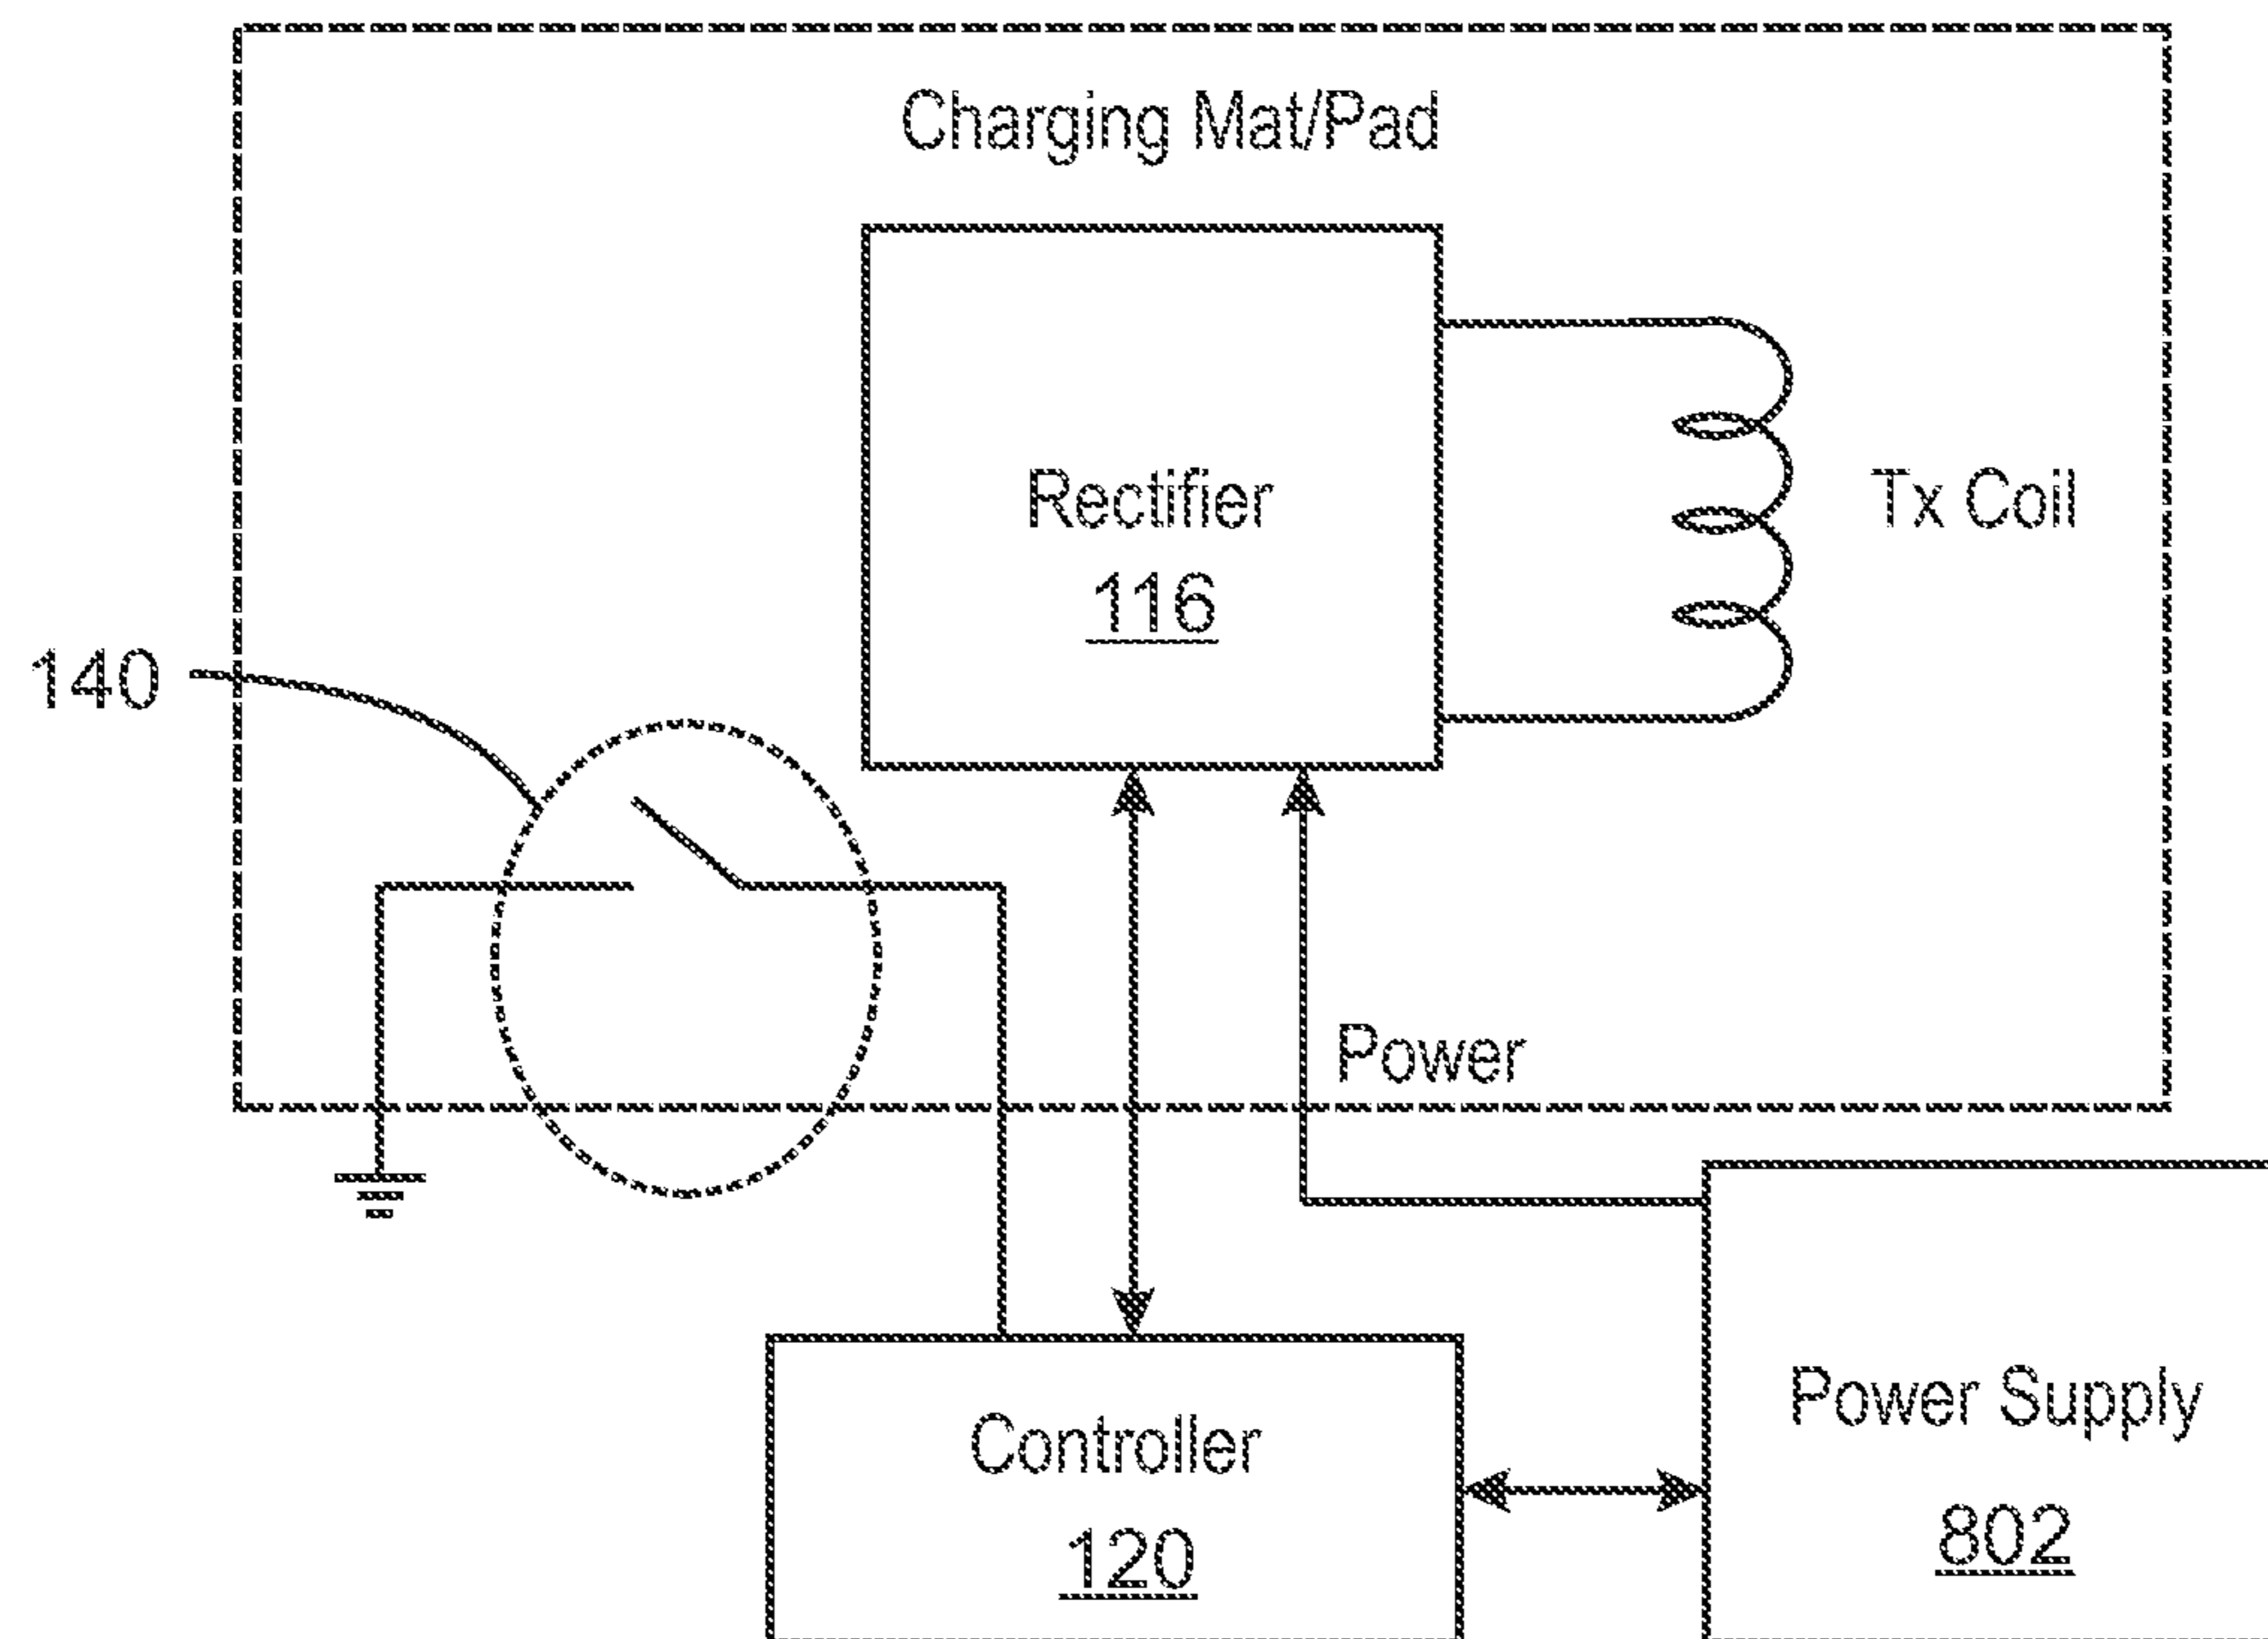 Charging Mat/Pad
Rectifier
116
Tx Coil
140
Power
Controller
120
Power Supply
802